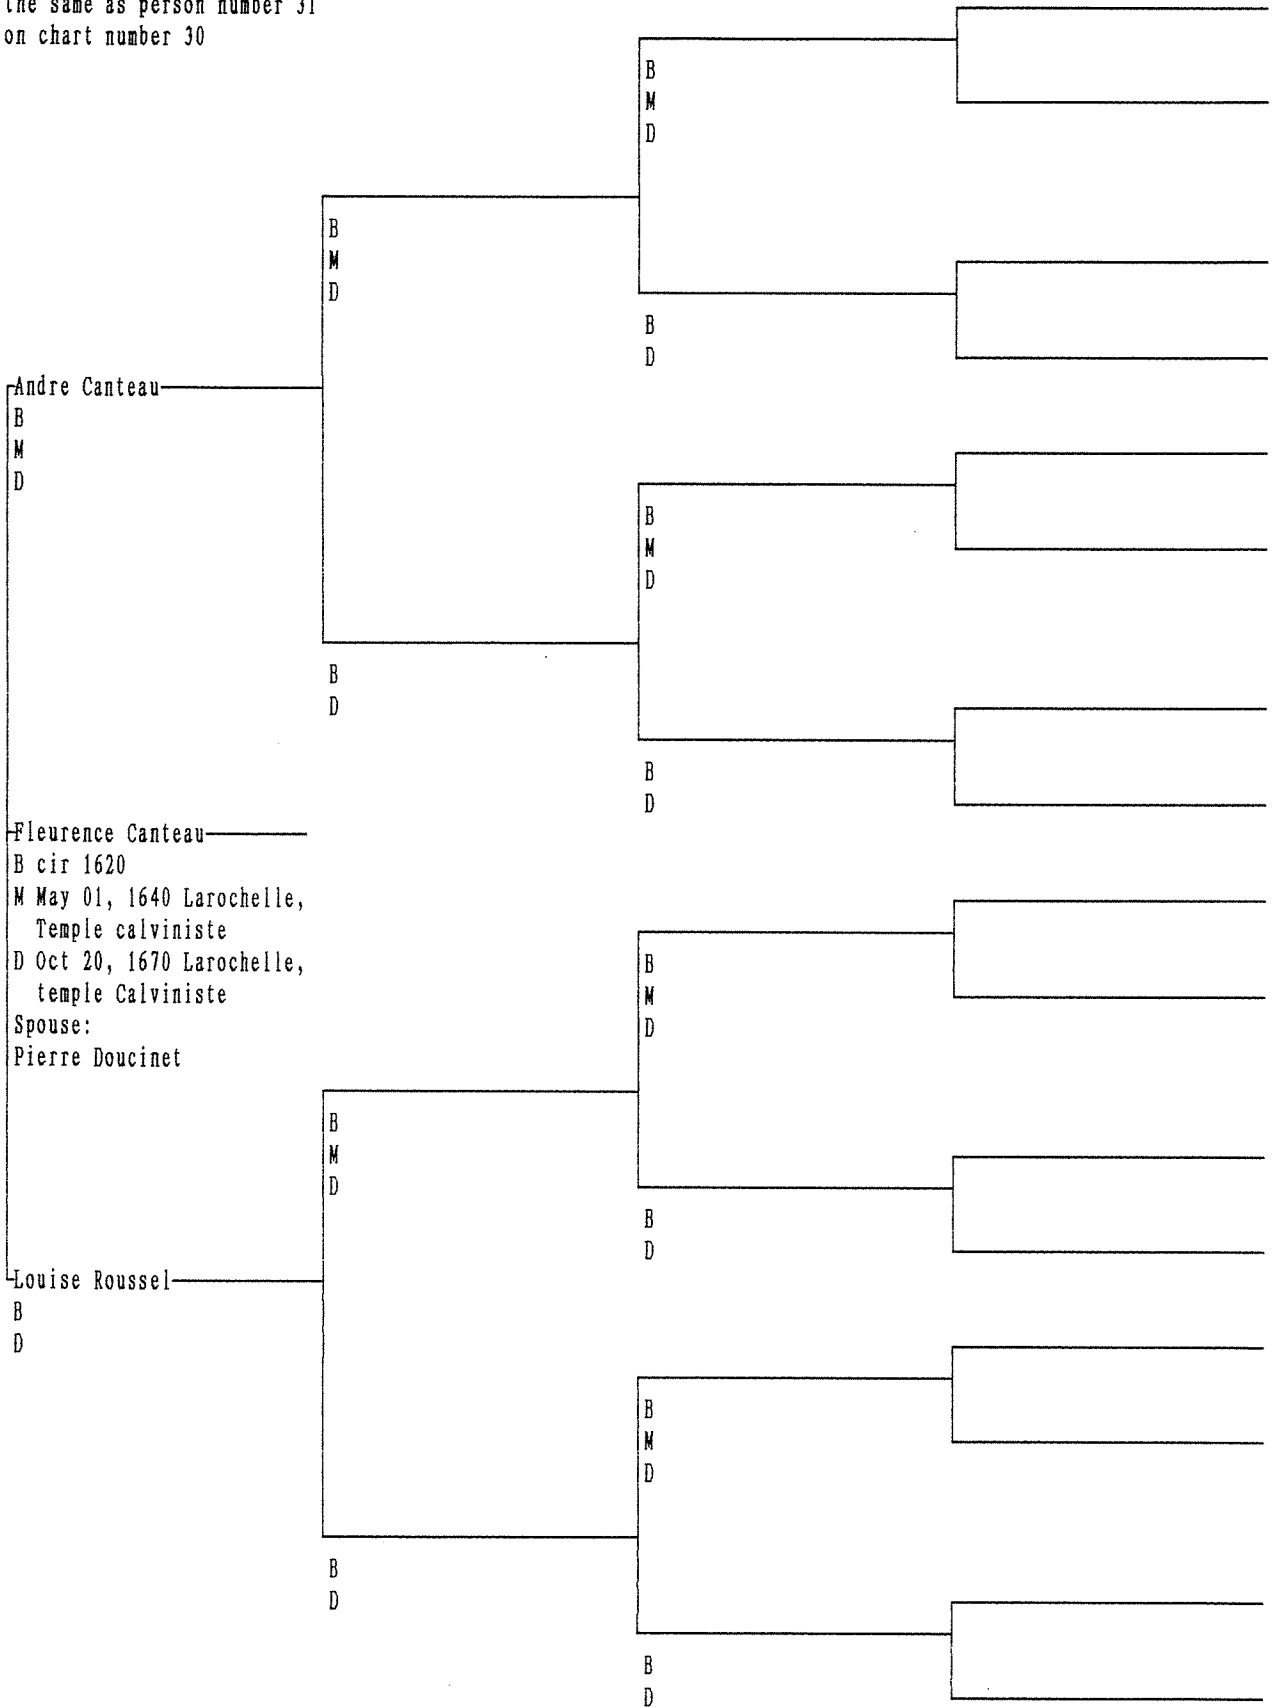 the same as person number 31
on chart number 30
B
M
D
B
M
D
B
D
Andre Canteau
B
M
D
B
M
D
B
D
B
D
Fleurence Canteau
B cir 1620
M May 01, 1640 Larochelle,
Temple calviniste
D Oct 20, 1670 Larochelle,
temple Calviniste
Spouse:
Pierre Doucinet
B
M
D
B
M
D
B
D
Louise Roussel
B
D
B
M
D
B
D
B
D